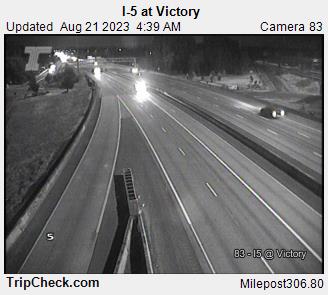 I-5 at Victory
Updated Aug 21 2023 4:39 AM Camera 83
T
S
83 - I5 @ Victory
TripCheck.com Milepost306.80